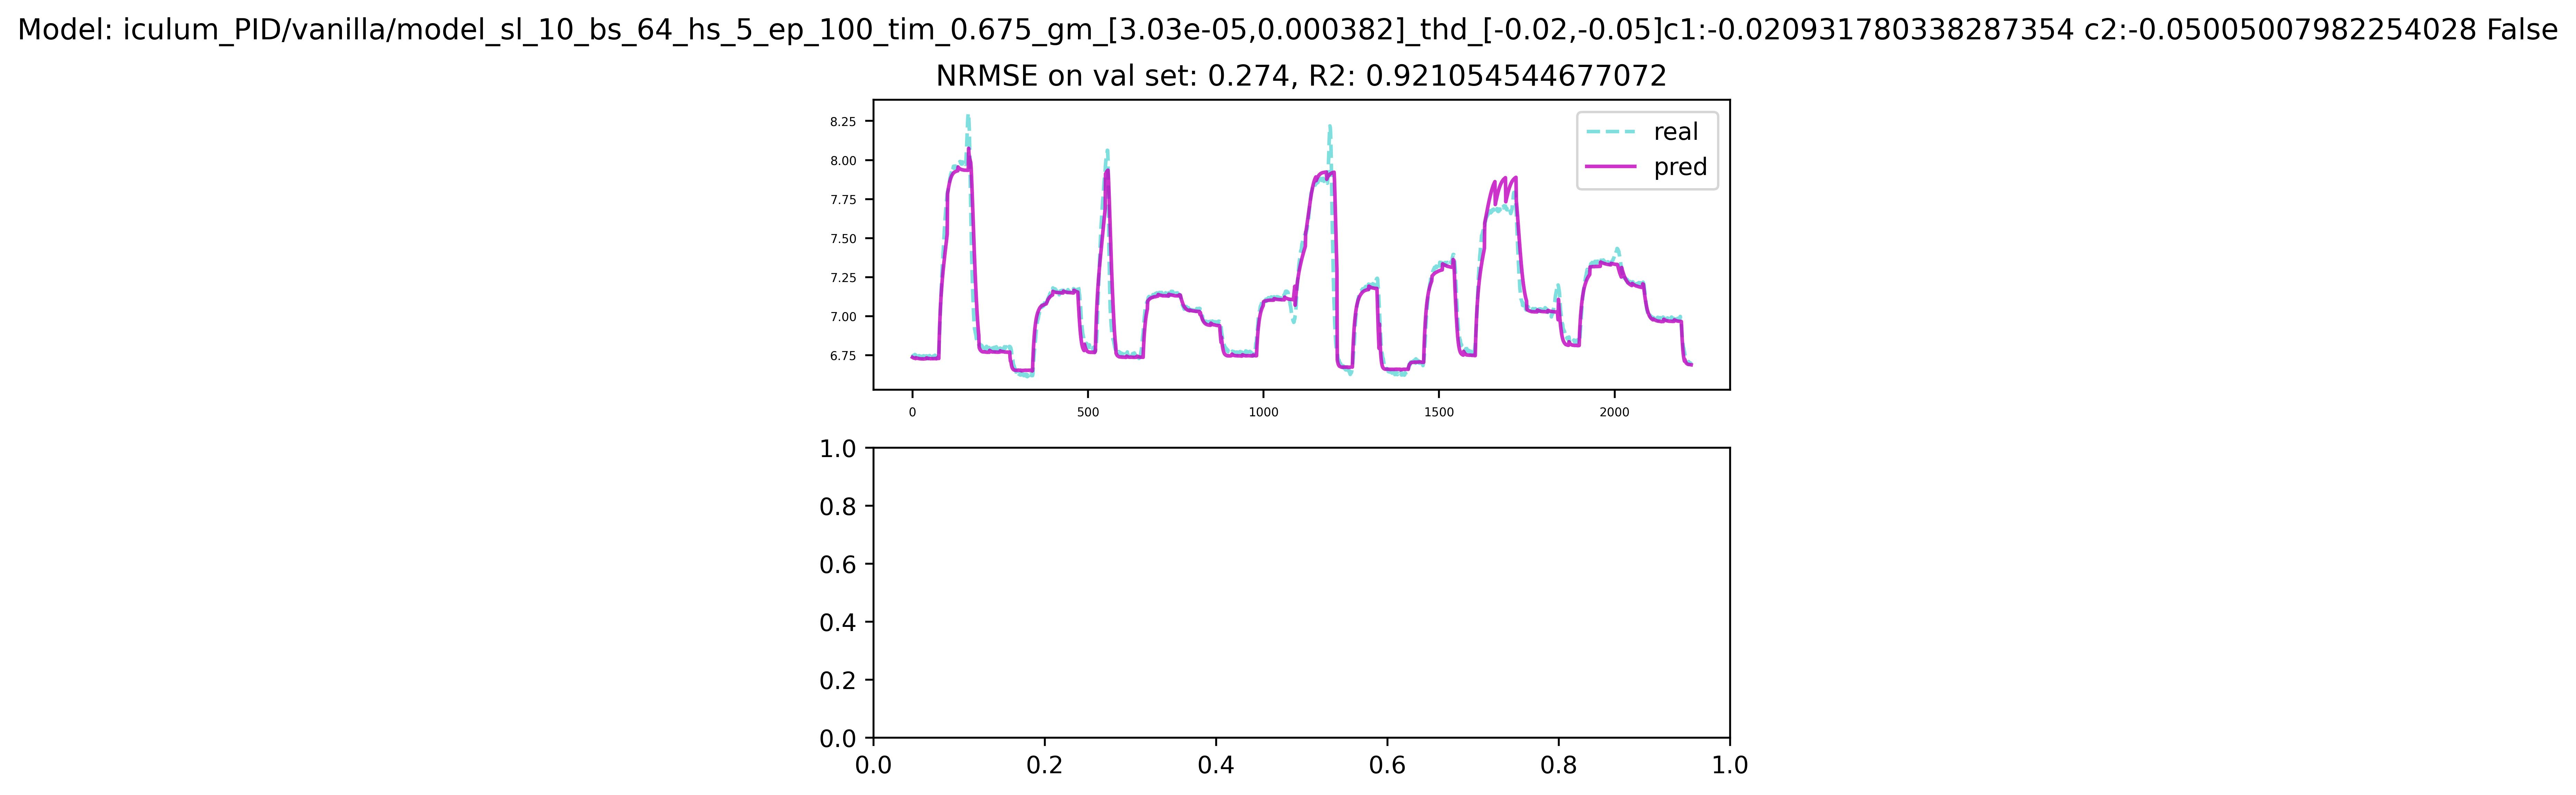 Model: iculum_PID/vanilla/model_sl_10_bs_64_hs_5_ep_100_tim_0.675_gm_[3.03e-05,0.000382]_thd_[-0.02,-0.05]c1:-0.020931780338287354 c2:-0.05005007982254028 False
NRMSE on val set: 0.274, R2: 0.921054544677072
8.25
8.00
7.75
7.50
7.25
7.00
6.75
real
pred
0 500 1000 1500 2000
1.0
0.8
0.6
0.4
0.2
0.0
0.0 0.2 0.4 0.6 0.8 1.0